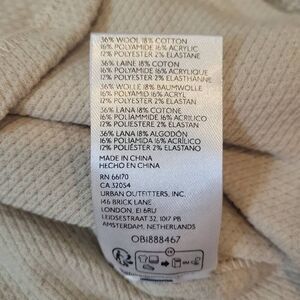 36% WOOL 18% COTTON
16% POLYAMIDE 16% ACRYLIC
12% POLYESTER 2% ELASTANE
36% LAINE 18% COTON
16% POLYAMIDE 16% ACRYLIQUE
12% POLYESTER 2% ELASTHANNE
36% WOLLE 18% BAUMWOLLE
16% POLYAMID 16% ACRYL
12% POLYESTER 2% ELASTAN
36% LANA 18% COTONE
16% POLIAMMIDE 16% ACRILICO
12% POLIESTERE 2% ELASTAN
36% LANA 18% ALGODÓN
16% POLIAMIDA 16% ACRÍLICO
12% POLIÉSTER 2% ELASTANO
MADE IN CHINA
HECHO EN CHINA
RN 66170
CA 32054
URBAN OUTFITTERS, INC.
146 BRICK LANE
LONDON, E1 6RU
LEIDSESTRAAT 32, 1017 PB
AMSTERDAM, NETHERLANDS
OB1888467